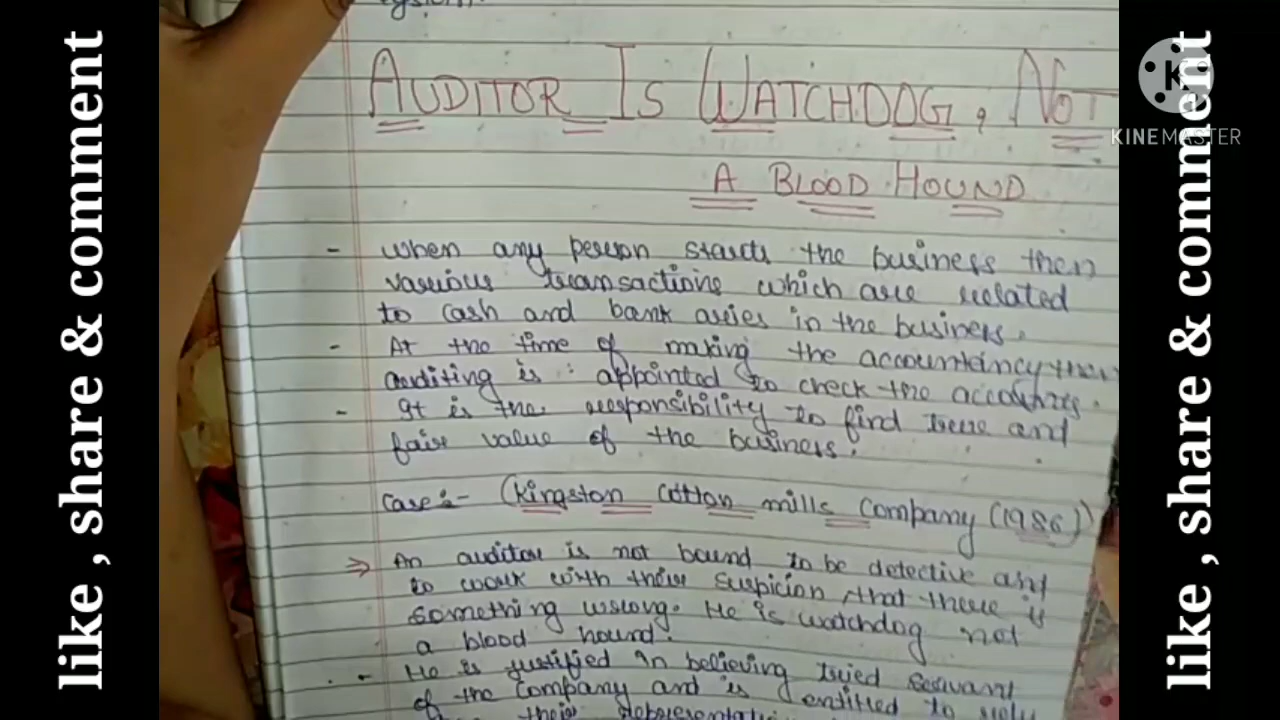 AUDITOR IS WATCHDOG, NOT
A BLOOD HOUND
- When any person starts the business then
various transactions which are related
to cash and bank aries in the business.
- At the time of making the accountancy then
auditing is appointed to check the accounts.
- It is the responsibility to find true and
fair value of the business.
Case:- (Kingston Cotton mills Company (1986))
⇒ An auditor is not bound to be detective and
to work with their suspicion, that there is
something wrong. He is watchdog not
a blood hound.
- He is justified in believing tried servant
of the company and is entitled to rely
their
like , share & comment
like , share & comment
K
KINEMASTER